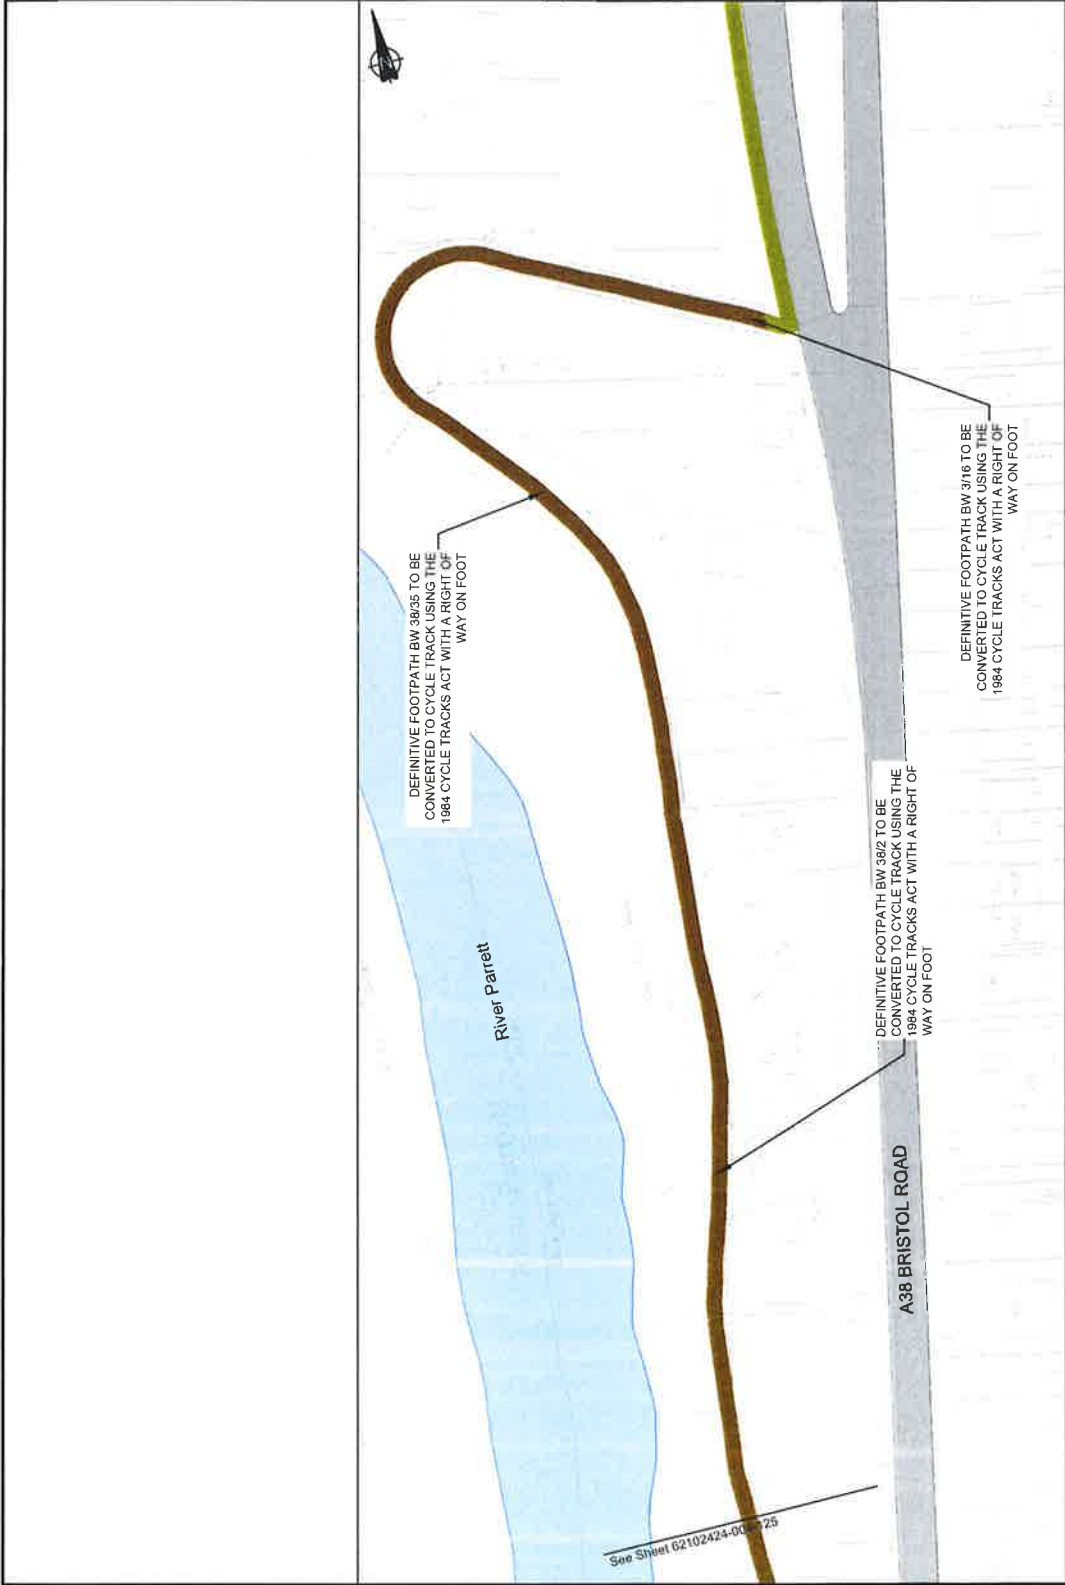 DEFINITIVE FOOTPATH BW 38/35 TO BE
CONVERTED TO CYCLE TRACK USING THE
1984 CYCLE TRACKS ACT WITH A RIGHT OF
WAY ON FOOT
DEFINITIVE FOOTPATH BW 3/16 TO BE
CONVERTED TO CYCLE TRACK USING THE
1984 CYCLE TRACKS ACT WITH A RIGHT OF
WAY ON FOOT
DEFINITIVE FOOTPATH BW 38/2 TO BE
CONVERTED TO CYCLE TRACK USING THE
1984 CYCLE TRACKS ACT WITH A RIGHT OF
WAY ON FOOT
River Parrett
A38 BRISTOL ROAD
See Sheet